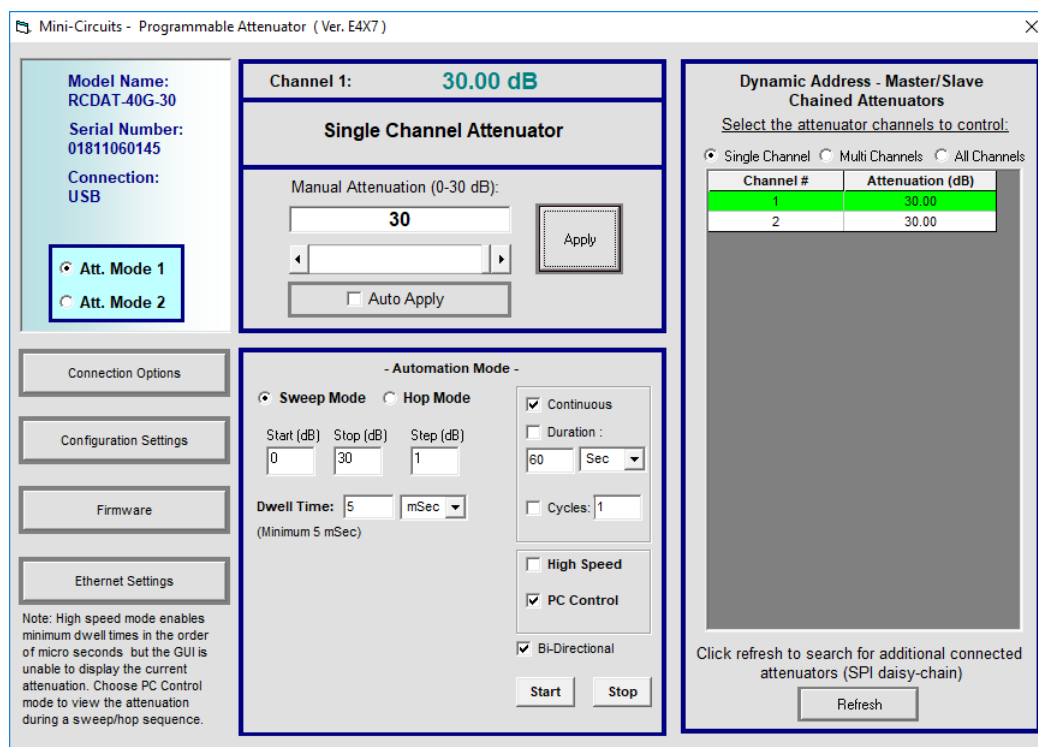 Mini-Circuits - Programmable Attenuator ( Ver. E4X7 )
Model Name:
RCDAT-40G-30
Serial Number:
01811060145
Connection:
USB
Att. Mode 1
Att. Mode 2
Connection Options
Configuration Settings
Firmware
Ethernet Settings
Note: High speed mode enables
minimum dwell times in the order
of micro seconds but the GUI is
unable to display the current
attenuation. Choose PC Control
mode to view the attenuation
during a sweep/hop sequence.
Channel 1: 30.00 dB
Single Channel Attenuator
Manual Attenuation (0-30 dB):
30
Apply
Auto Apply
- Automation Mode -
Sweep Mode Hop Mode
Start (dB) Stop (dB) Step (dB)
0 30 1
Dwell Time: 5 mSec
(Minimum 5 mSec)
Continuous
Duration :
60 Sec
Cycles: 1
High Speed
PC Control
Bi-Directional
Start Stop
Dynamic Address - Master/Slave
Chained Attenuators
Select the attenuator channels to control:
Single Channel Multi Channels All Channels
Channel # Attenuation (dB)
1 30.00
2 30.00
Click refresh to search for additional connected
attenuators (SPI daisy-chain)
Refresh